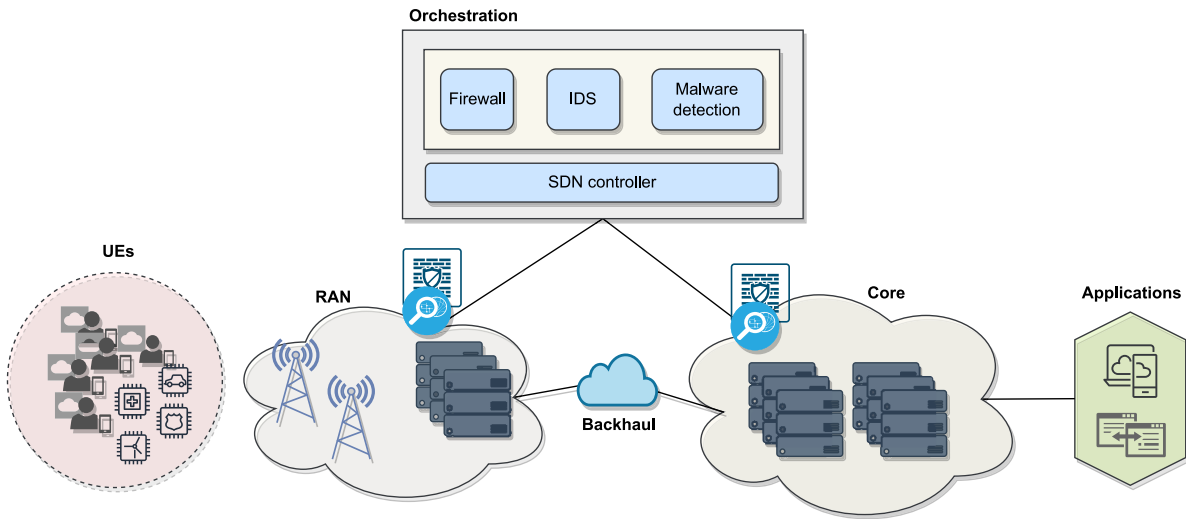 Orchestration
Firewall
IDS
Malware
detection
SDN controller
UEs
RAN
Core
Applications
Backhaul